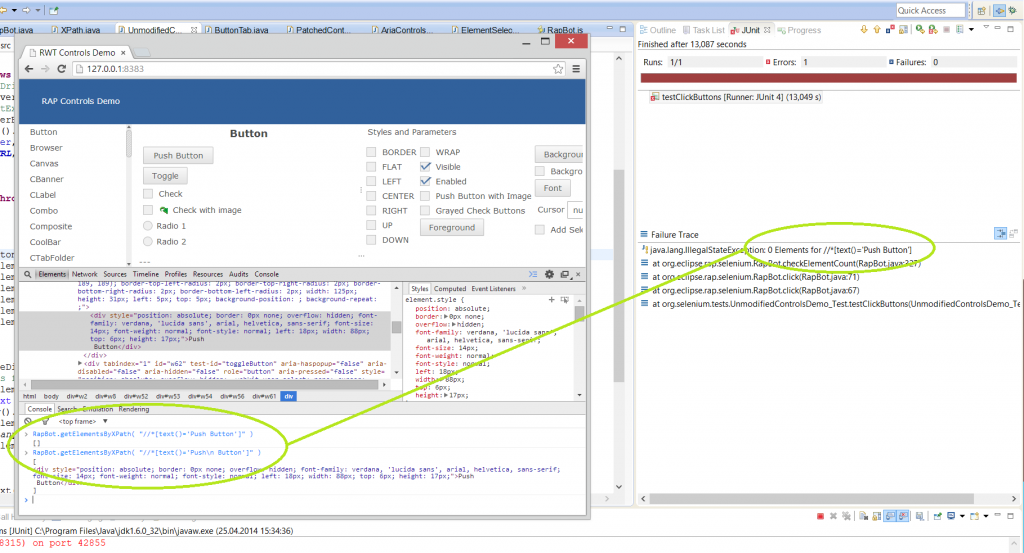 Quick Access
pBot.java
XPath.java
UnmodifiedC...
ButtonTab.java
PatchedCont...
AriaControls...
ElementSelec...
RapBot.js
src
RWT Controls Demo
127.0.0.1:8383
RAP Controls Demo
Button
Browser
Canvas
CBanner
CLabel
Combo
Composite
CoolBar
CTabFolder
Button
Push Button
Toggle
Check
Check with image
Radio 1
Radio 2
Styles and Parameters
BORDER
FLAT
LEFT
CENTER
RIGHT
UP
DOWN
WRAP
Visible
Enabled
Push Button with Image
Grayed Check Buttons
Foreground
Backgroun
Backgro
Font
Cursor nu
Add Sele
Elements Network Sources Timeline Profiles Resources Audits Console
189, 189); border-top-right-radius: 2px; border-bottom-
right-radius: 2px; border-bottom-left-radius: 2px; width: 125px;
height: 31px; left: 5px; top: 5px; background-position: ; background-repeat:
;">
<div style="position: absolute; border: 0px none; overflow: hidden; font-
family: verdana, 'lucida sans', arial, helvetica, sans-serif; font-size:
14px; font-weight: normal; font-style: normal; left: 18px; width: 88px;
top: 6px; height: 17px;">Push
Button</div>
</div>
<div tabindex="1" id="w62" test-id="toggleButton" aria-haspopup="false" aria-
disabled="false" aria-hidden="false" role="button" aria-pressed="false" style="
html body div#w2 div#w8 div#w52 div#w53 div#w54 div#w56 div#w61 div
Styles Computed Event Listeners »
element.style {
position: absolute;
border: 0px none;
overflow: hidden;
font-family: verdana, 'lucida sans',
arial, helvetica, sans-serif;
font-size: 14px;
font-weight: normal;
font-style: normal;
left: 18px;
width: 88px;
top: 6px;
height: 17px;
Console Search Emulation Rendering
<top frame>
RapBot.getElementsByXPath( "//*[text()='Push Button']" )
[]
RapBot.getElementsByXPath( "//*[text()='Push\n Button']" )
[
<div style="position: absolute; border: 0px none; overflow: hidden; font-family: verdana, 'lucida sans', arial, helvetica, sans-serif;
font-size: 14px; font-weight: normal; font-style: normal; left: 18px; width: 88px; top: 6px; height: 17px;">Push
Button</div>
]
Outline Task List JUnit Progress
Finished after 13,087 seconds
Runs: 1/1 Errors: 1 Failures: 0
testClickButtons [Runner: JUnit 4] (13,049 s)
Failure Trace
java.lang.IllegalStateException: 0 Elements for //*[text()='Push Button']
at org.eclipse.rap.selenium.RapBot.checkElementCount(RapBot.java:327)
at org.eclipse.rap.selenium.RapBot.click(RapBot.java:71)
at org.eclipse.rap.selenium.RapBot.click(RapBot.java:67)
at org.selenium.tests.UnmodifiedControlsDemo_Test.testClickButtons(UnmodifiedControlsDemo_Te
ns [JUnit] C:\Program Files\Java\jdk1.6.0_32\bin\javaw.exe (25.04.2014 15:34:36)
8315) on port 42855